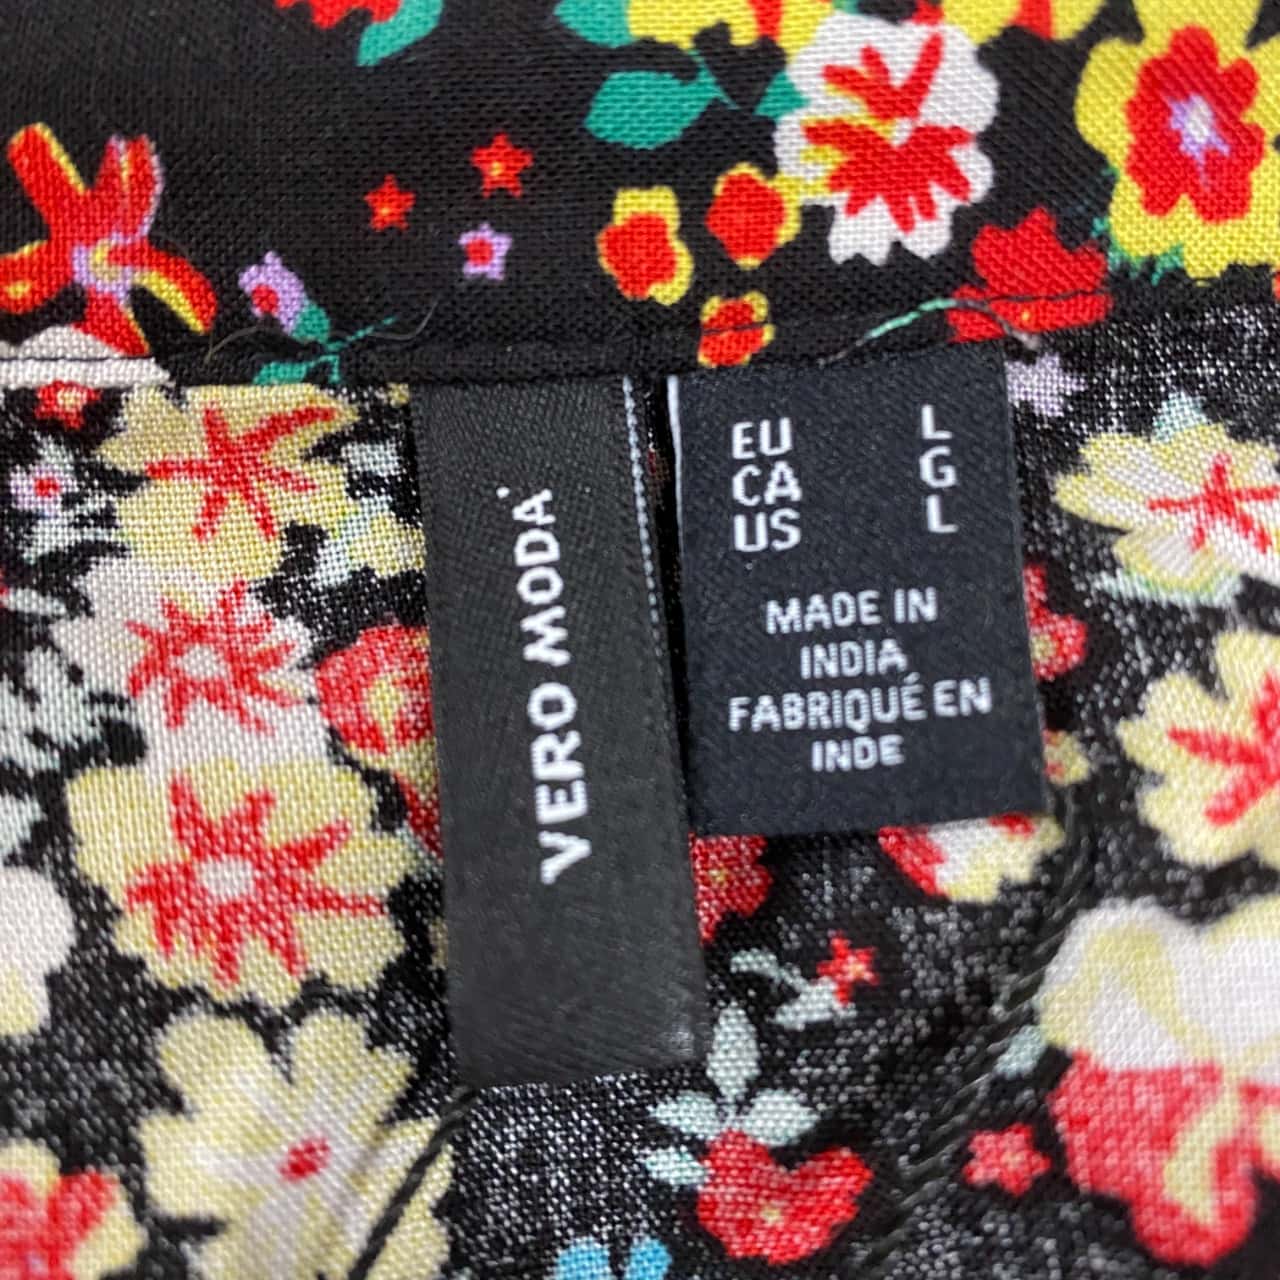 VERO MODA
EU L
CA G
US L
MADE IN
INDIA
FABRIQUÉ EN
INDE